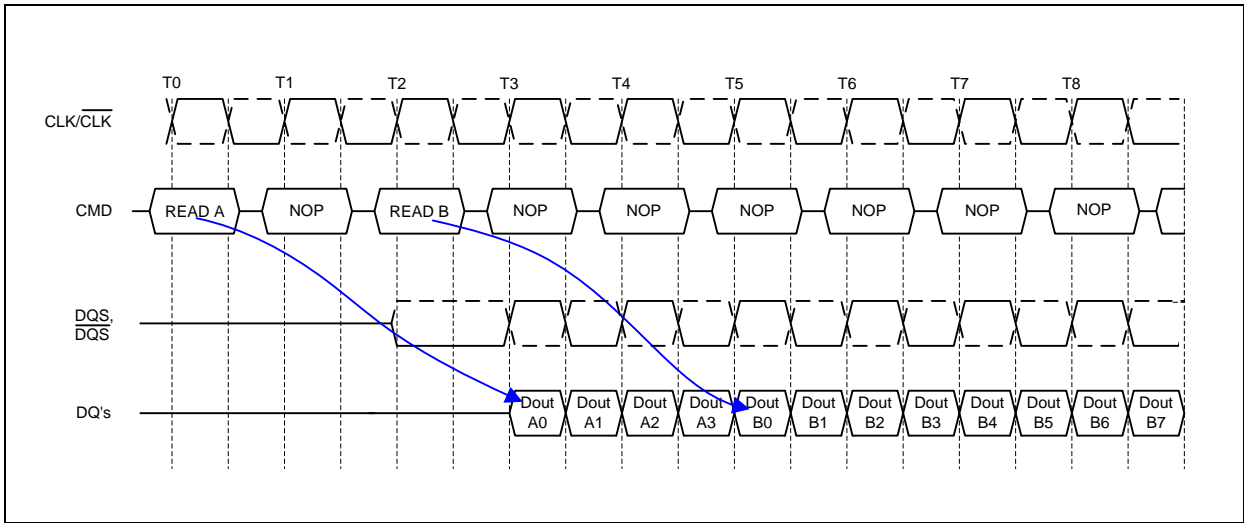 T0 T1 T2 T3 T4 T5 T6 T7 T8
CLK/CLK
CMD READ A NOP READ B NOP NOP NOP NOP NOP NOP
DQS,
DQS
DQ's
Dout Dout Dout Dout Dout Dout Dout Dout Dout Dout Dout Dout
A0 A1 A2 A3 B0 B1 B2 B3 B4 B5 B6 B7